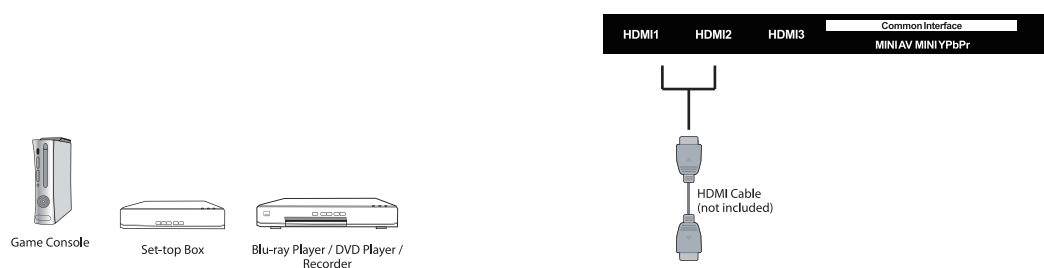 HDMI1 HDMI2 HDMI3
Common Interface
MINI AV MINI YPbPr
HDMI Cable
(not included)
Game Console
Set-top Box
Blu-ray Player / DVD Player /
Recorder